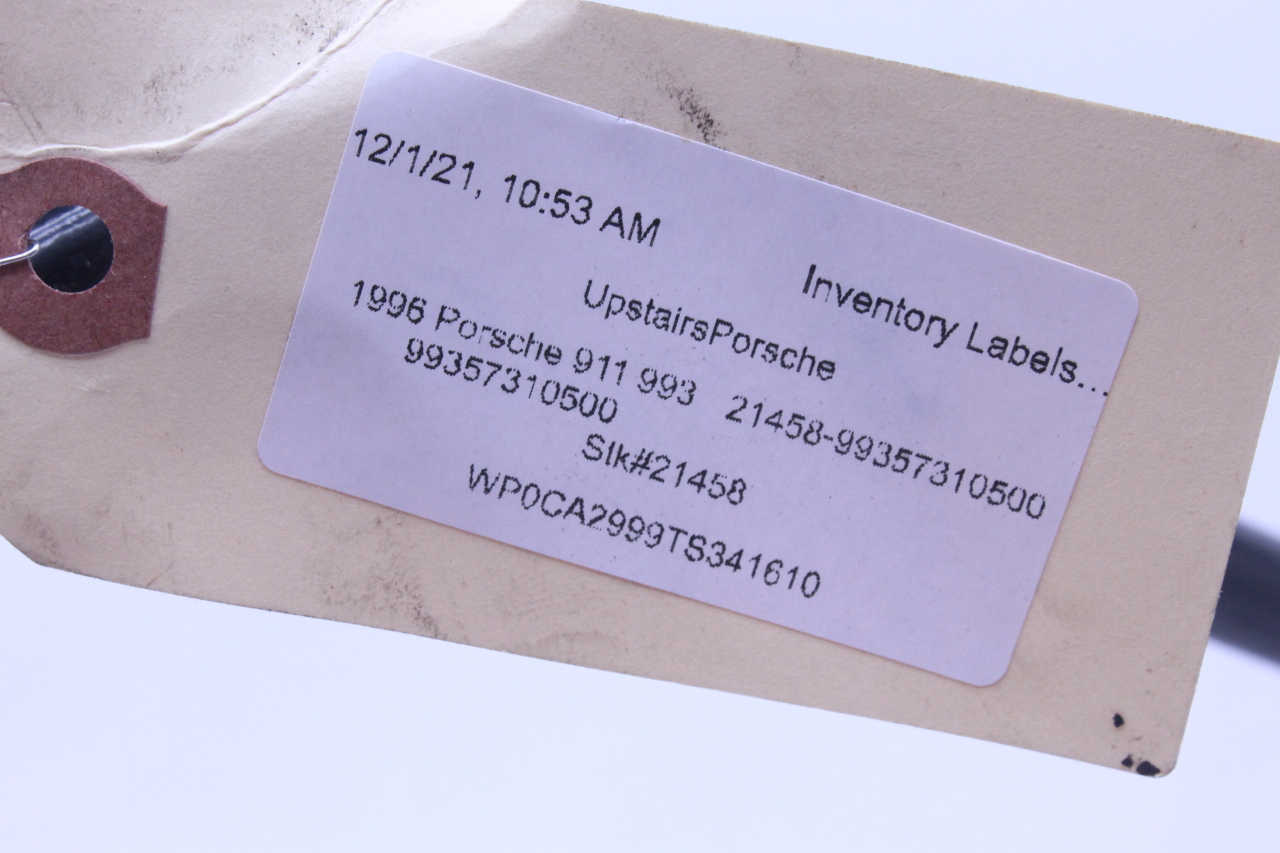 12/1/21, 10:53 AM
Inventory Labels...
UpstairsPorsche
1996 Porsche 911 993 21458-99357310500
99357310500
Stk#21458
WP0CA2999TS341610